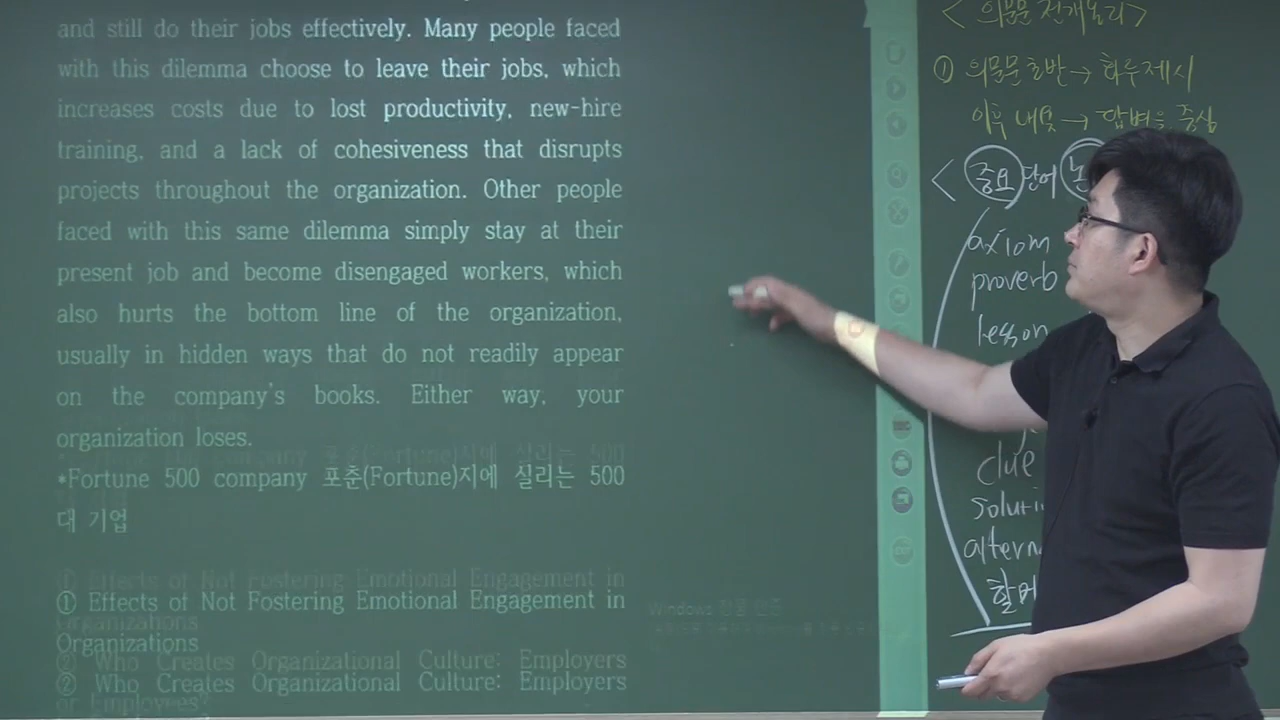 and still do their jobs effectively. Many people faced
with this dilemma choose to leave their jobs, which
increases costs due to lost productivity, new-hire
training, and a lack of cohesiveness that disrupts
projects throughout the organization. Other people
faced with this same dilemma simply stay at their
present job and become disengaged workers, which
also hurts the bottom line of the organization,
usually in hidden ways that do not readily appear
on the company's books. Either way, your
organization loses.
*Fortune 500 company 포춘(Fortune)지에 실리는 500
대 기업
① Effects of Not Fostering Emotional Engagement in
Organizations
② Who Creates Organizational Culture: Employers
or Employees?
<의문문 전개논리>
① 의문문 초반→ 화두제시
이후 내용→ 답변을 중심
< 중요 단어
axiom
proverb
lesson
clue